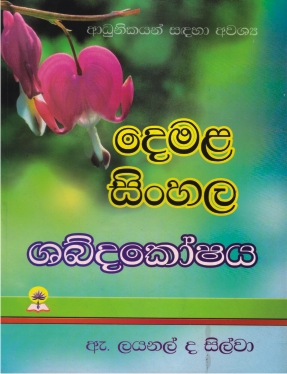 ආධුනිකයන් සඳහා අවශ්‍ය
දෙමළ
සිංහල
ශබ්දකෝෂය
ඇ. ලයනල් ද සිල්වා